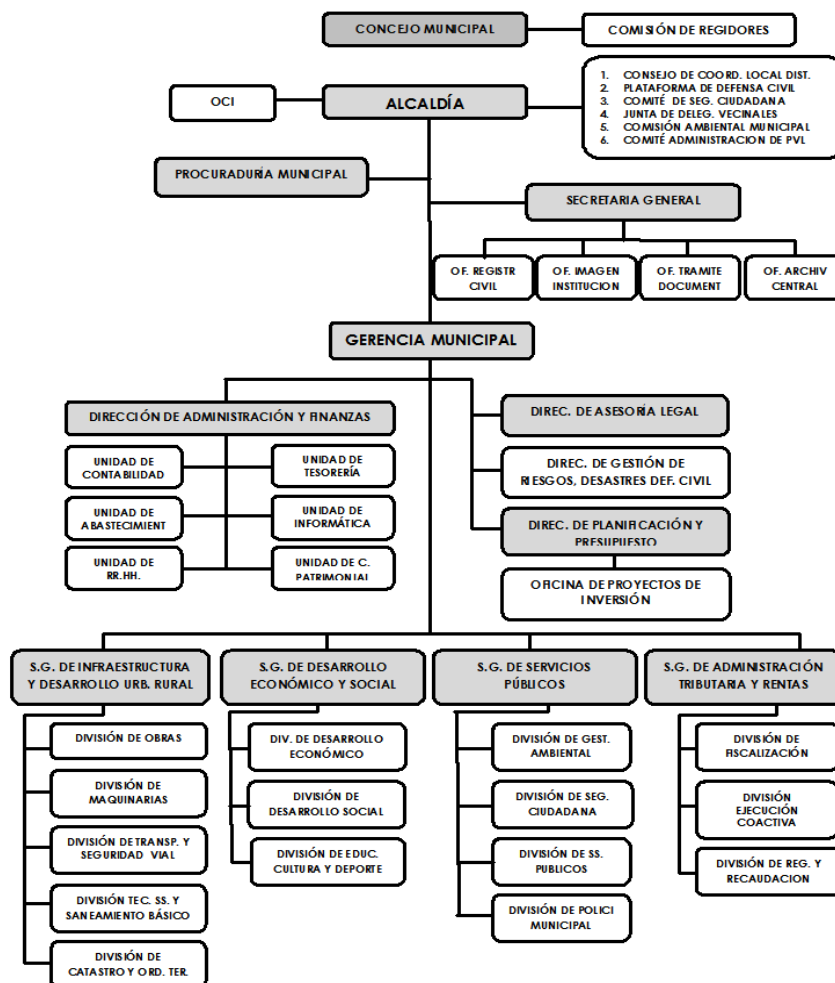 CONCEJO MUNICIPAL
COMISIÓN DE REGIDORES
OCI
ALCALDÍA
1. CONSEJO DE COORD. LOCAL DIST.
2. PLATAFORMA DE DEFENSA CIVIL
3. COMITÉ DE SEG. CIUDADANA
4. JUNTA DE DELEG. VECINALES
5. COMISIÓN AMBIENTAL MUNICIPAL
6. COMITÉ ADMINISTRACION DE PVL
PROCURADURÍA MUNICIPAL
SECRETARIA GENERAL
OF. REGISTR
CIVIL
OF. IMAGEN
INSTITUCION
OF. TRAMITE
DOCUMENT
OF. ARCHIV
CENTRAL
GERENCIA MUNICIPAL
DIRECCIÓN DE ADMINISTRACIÓN Y FINANZAS
UNIDAD DE
CONTABILIDAD
UNIDAD DE
TESORERÍA
UNIDAD DE
ABASTECIMIENT
UNIDAD DE
INFORMÁTICA
UNIDAD DE
RR.HH.
UNIDAD DE C.
PATRIMONIAL
DIREC. DE ASESORÍA LEGAL
DIREC. DE GESTIÓN DE
RIESGOS, DESASTRES DEF. CIVIL
DIREC. DE PLANIFICACIÓN Y
PRESUPUESTO
OFICINA DE PROYECTOS DE
INVERSIÓN
S.G. DE INFRAESTRUCTURA
Y DESARROLLO URB. RURAL
DIVISIÓN DE OBRAS
DIVISIÓN DE
MAQUINARIAS
DIVISIÓN DE TRANSP. Y
SEGURIDAD VIAL
DIVISIÓN TEC. SS. Y
SANEAMIENTO BÁSICO
DIVISIÓN DE
CATASTRO Y ORD. TER.
S.G. DE DESARROLLO
ECONÓMICO Y SOCIAL
DIV. DE DESARROLLO
ECONÓMICO
DIVISIÓN DE
DESARROLLO SOCIAL
DIVISIÓN DE EDUC.
CULTURA Y DEPORTE
S.G. DE SERVICIOS
PÚBLICOS
DIVISIÓN DE GEST.
AMBIENTAL
DIVISIÓN DE SEG.
CIUDADANA
DIVISIÓN DE SS.
PUBLICOS
DIVISIÓN DE POLICI
MUNICIPAL
S.G. DE ADMINISTRACIÓN
TRIBUTARIA Y RENTAS
DIVISIÓN DE
FISCALIZACIÓN
DIVISIÓN
EJECUCIÓN
COACTIVA
DIVISIÓN DE REG. Y
RECAUDACION